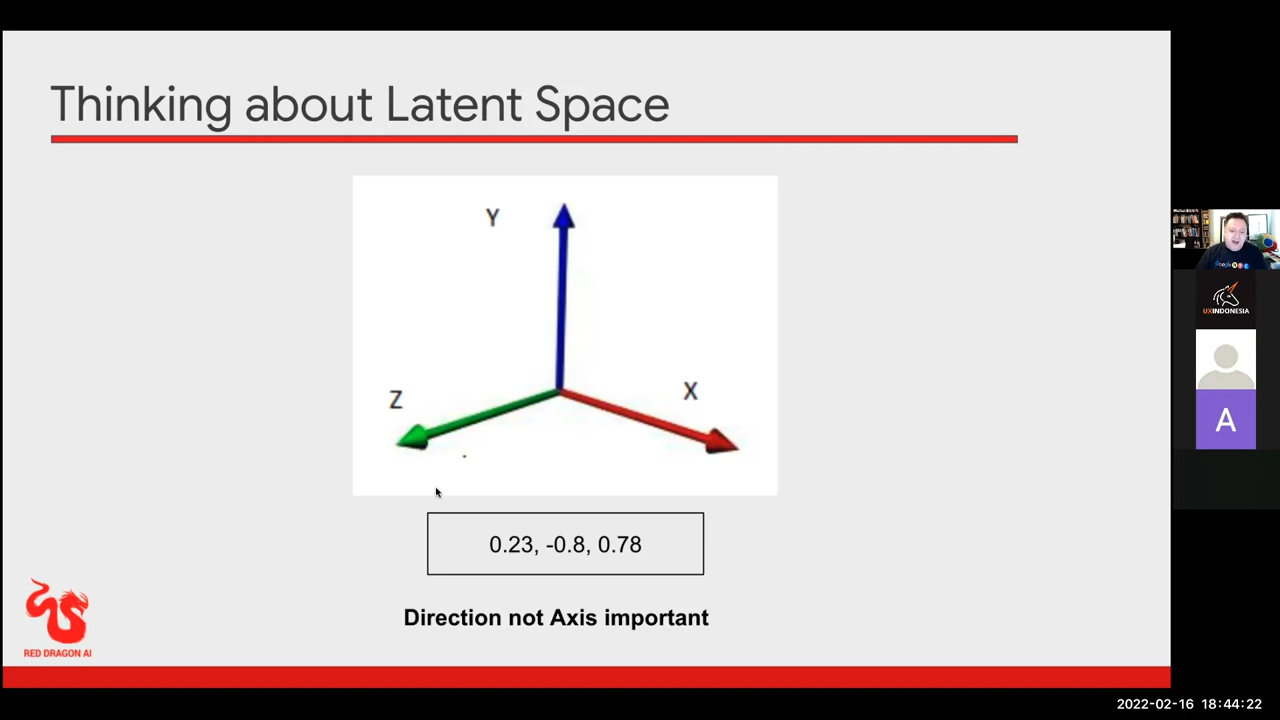 Thinking about Latent Space
Y
Z
X
0.23, -0.8, 0.78
Direction not Axis important
RED DRAGON AI
Google
UXINDONESIA
A
2022-02-16 18:44:22